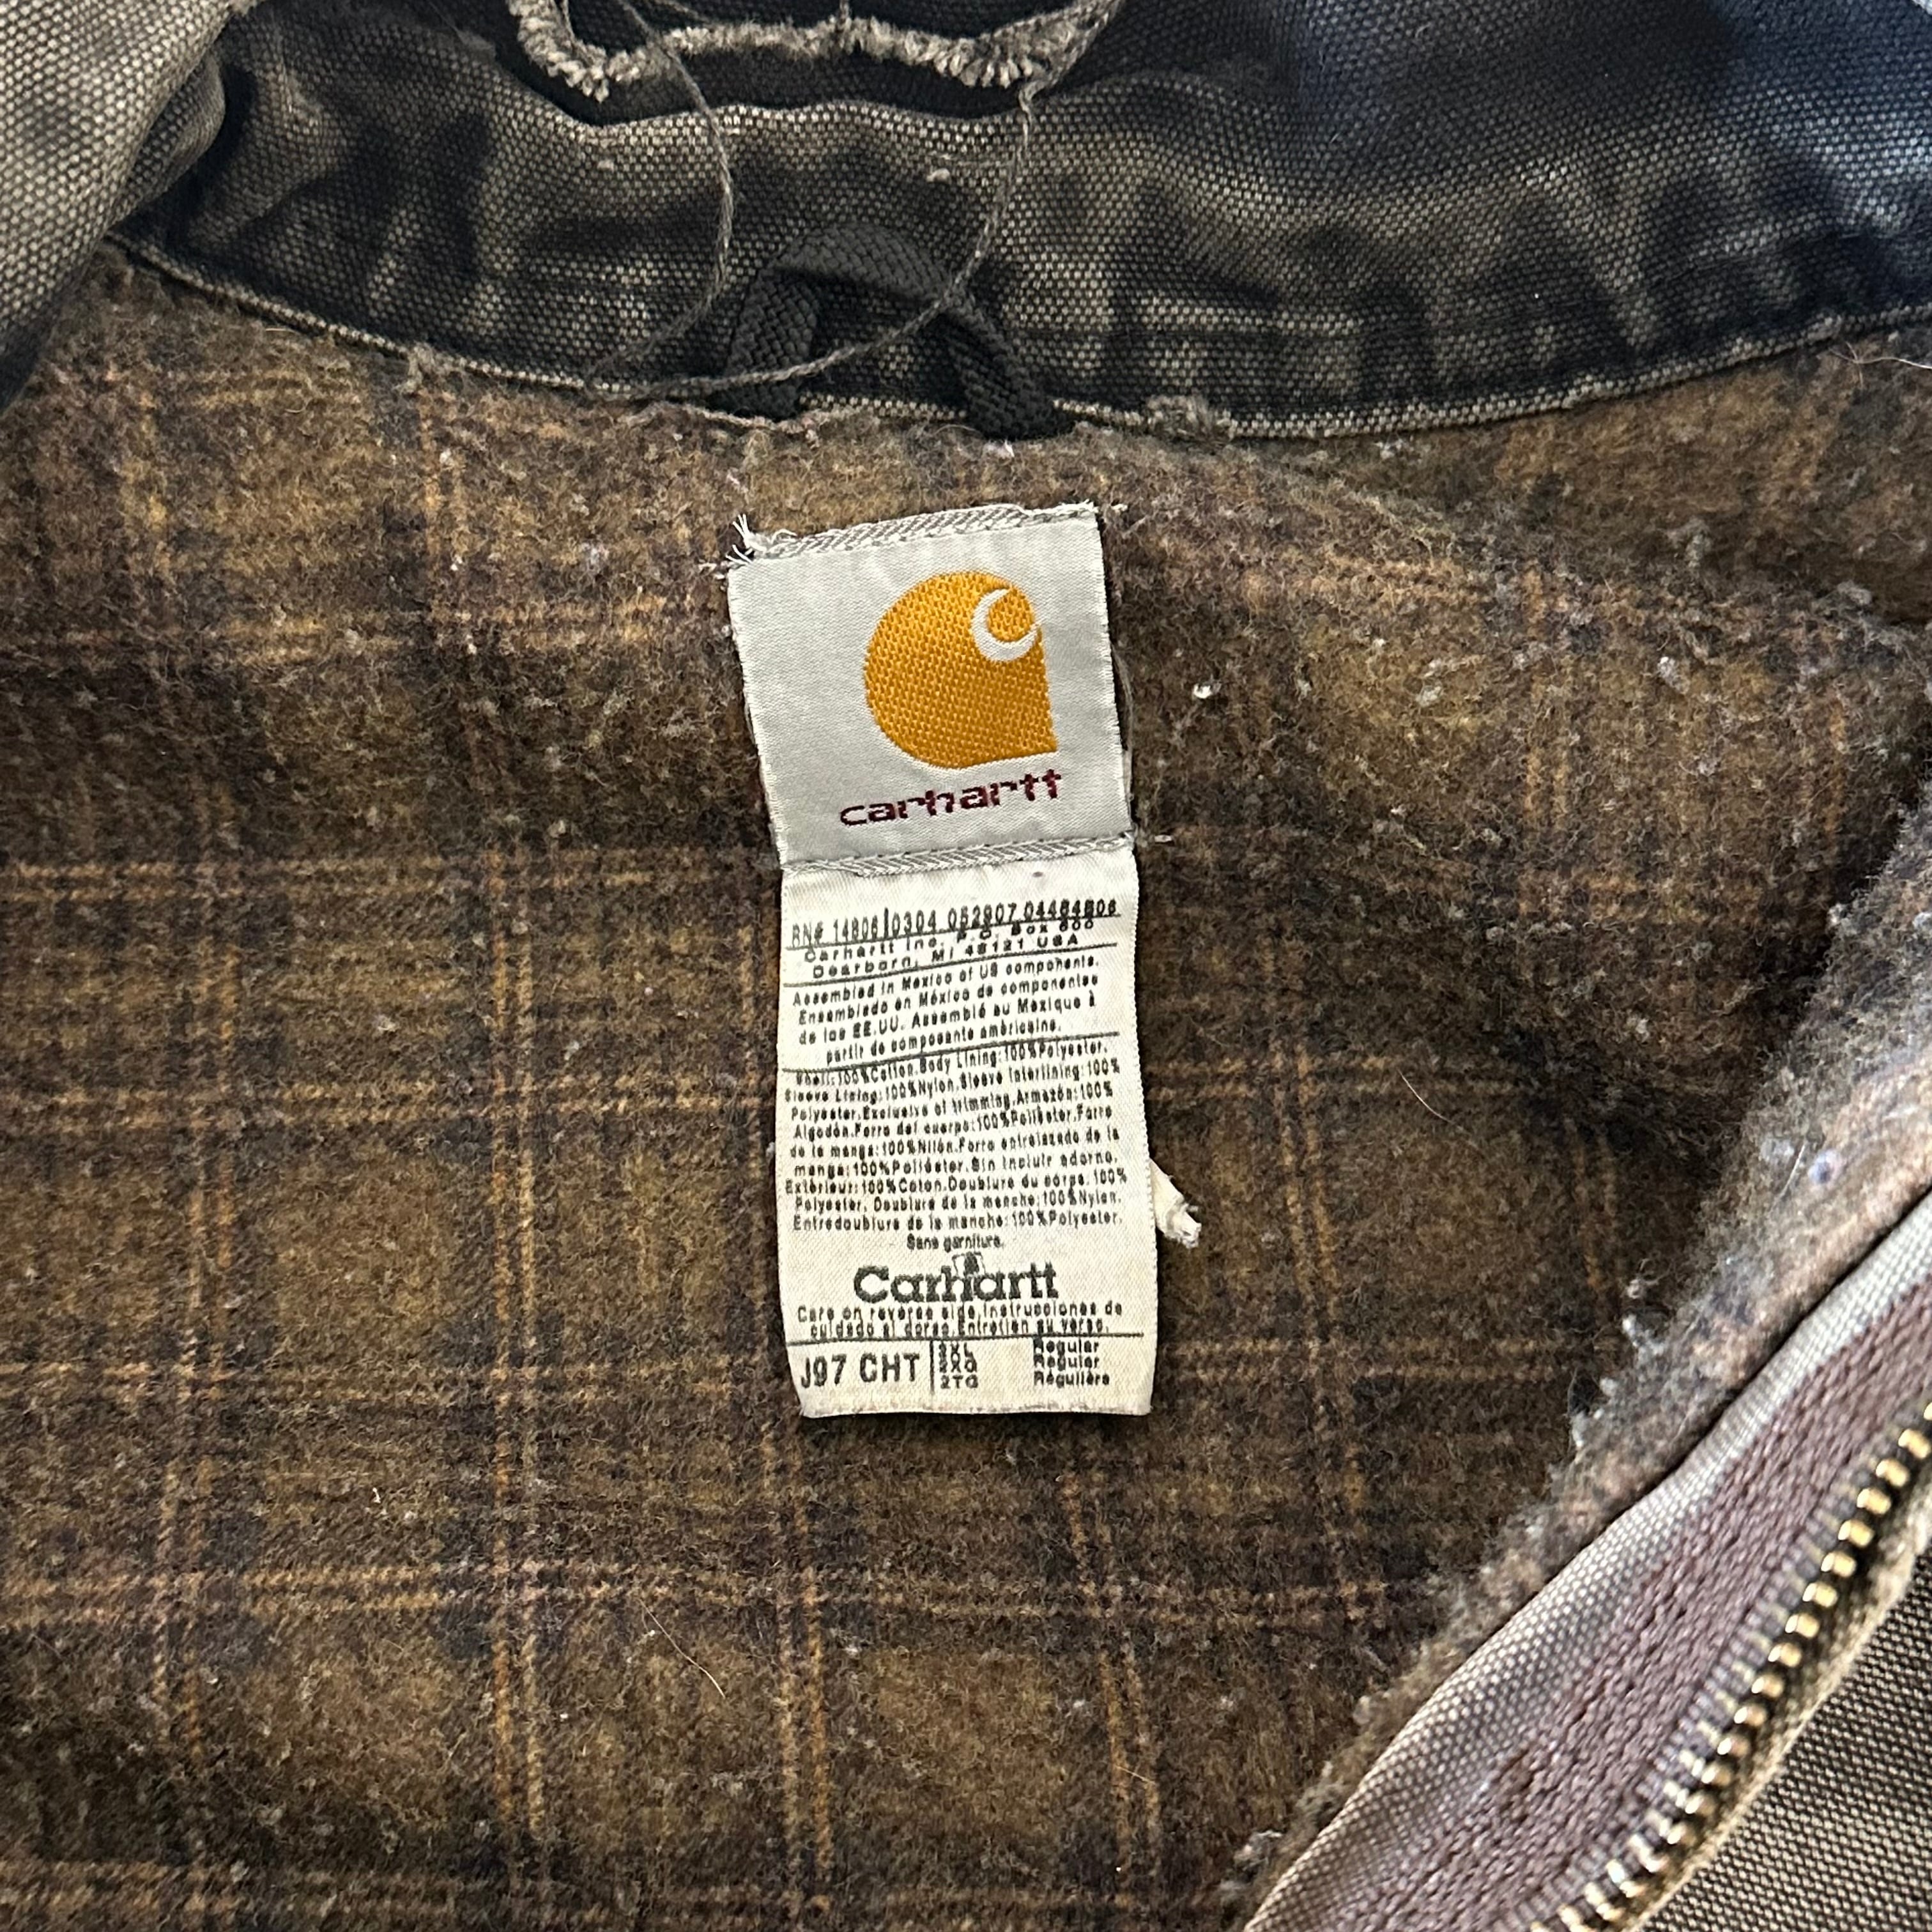 carhartt
RN# 14806 0304 052907 04484806
Carhartt Inc. P.O. Box 600
Dearborn, MI 48121 USA
Assembled in Mexico of US components.
Ensamblado en México de componentes
de los EE.UU. Assemblé au Mexique à
partir de composants américains.
Shell:100%Cotton.Body Lining:100%Polyester.
Sleeve Lining:100%Nylon.Sleeve Interlining:100%
Polyester.Exclusive of trimming.Armazón:100%
Algodón.Forro del cuerpo:100%Poliéster.Forro
de la manga:100%Nilón.Forro entrelazado de la
manga:100%Poliéster.Sin incluir adorno.
Extérieur:100%Coton.Doublure du corps:100%
Polyester. Doublure de la manche:100%Nylon.
Entredoublure de la manche:100%Polyester.
Sans garniture.
Carhartt
Care on reverse side.Instrucciones de
cuidado al dorso.Entretien au verso.
J97 CHT
2XL Regular
2XG Regular
2TG Régulière